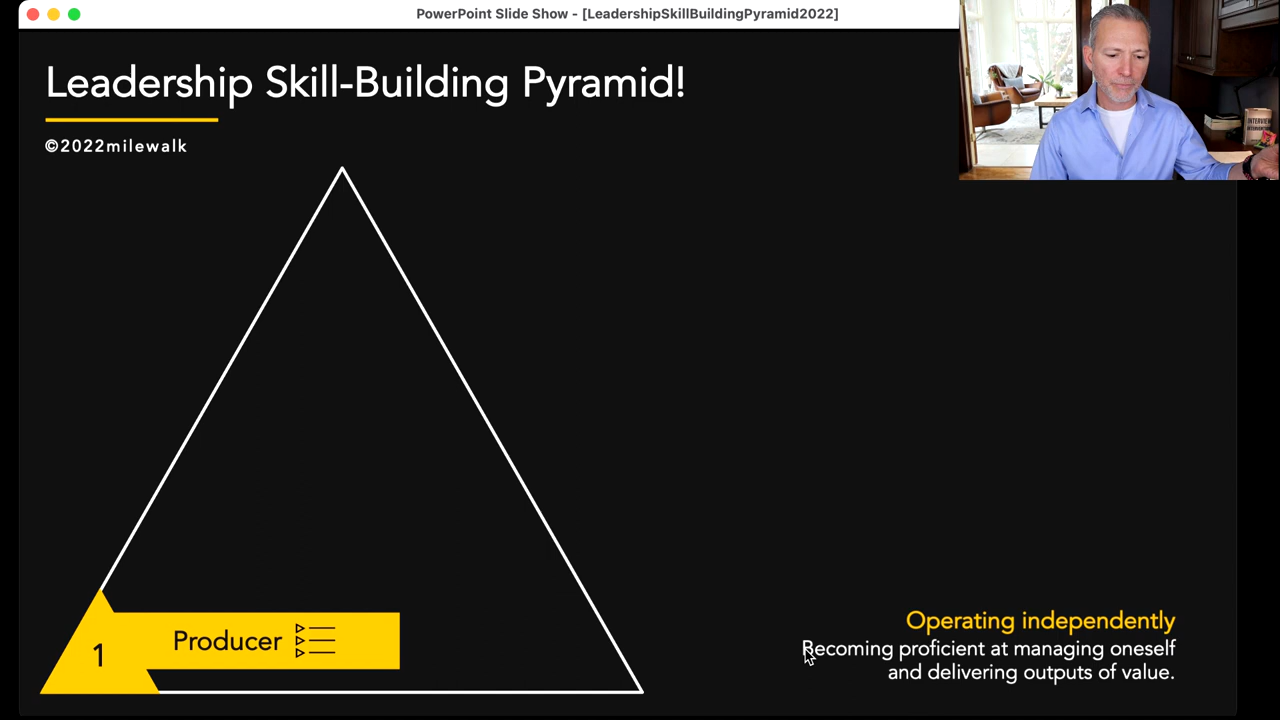 PowerPoint Slide Show - [LeadershipSkillBuildingPyramid2022]
Leadership Skill-Building Pyramid!
©2022milewalk
INTERVIEW
1
Producer
Operating independently
Becoming proficient at managing oneself
and delivering outputs of value.